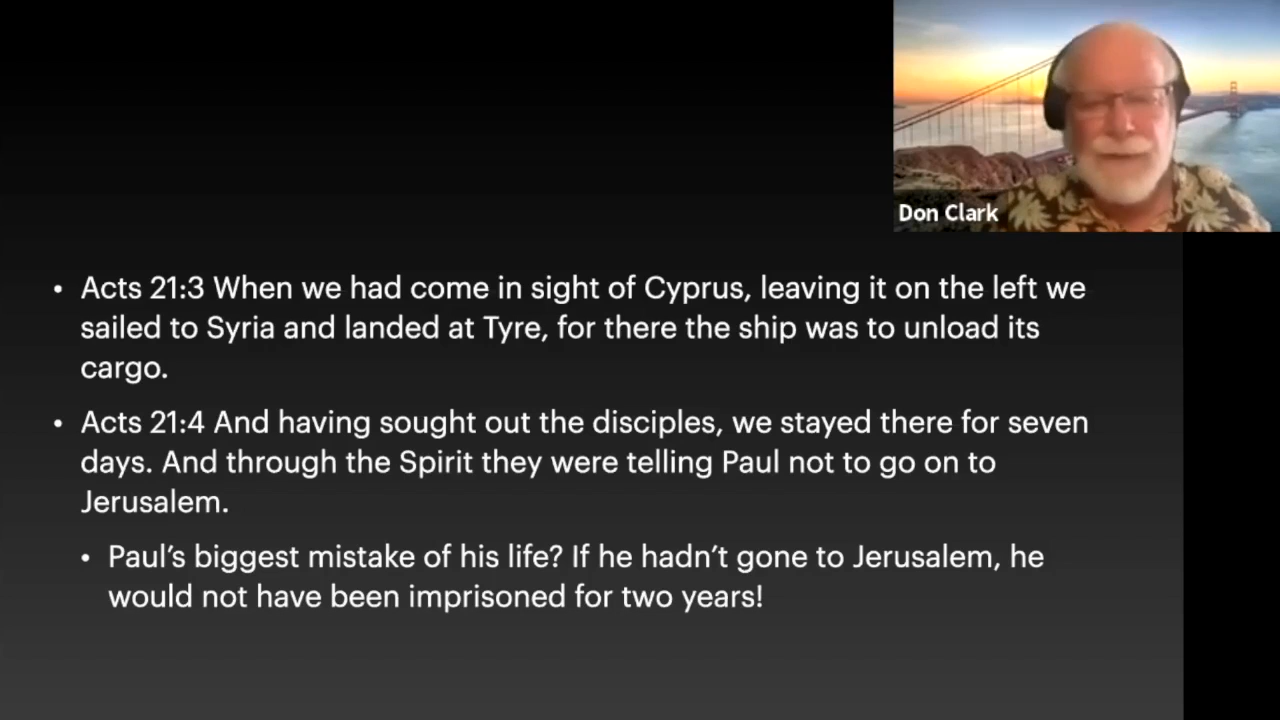 Don Clark
• Acts 21:3 When we had come in sight of Cyprus, leaving it on the left we
sailed to Syria and landed at Tyre, for there the ship was to unload its
cargo.
• Acts 21:4 And having sought out the disciples, we stayed there for seven
days. And through the Spirit they were telling Paul not to go on to
Jerusalem.
• Paul’s biggest mistake of his life? If he hadn’t gone to Jerusalem, he
would not have been imprisoned for two years!